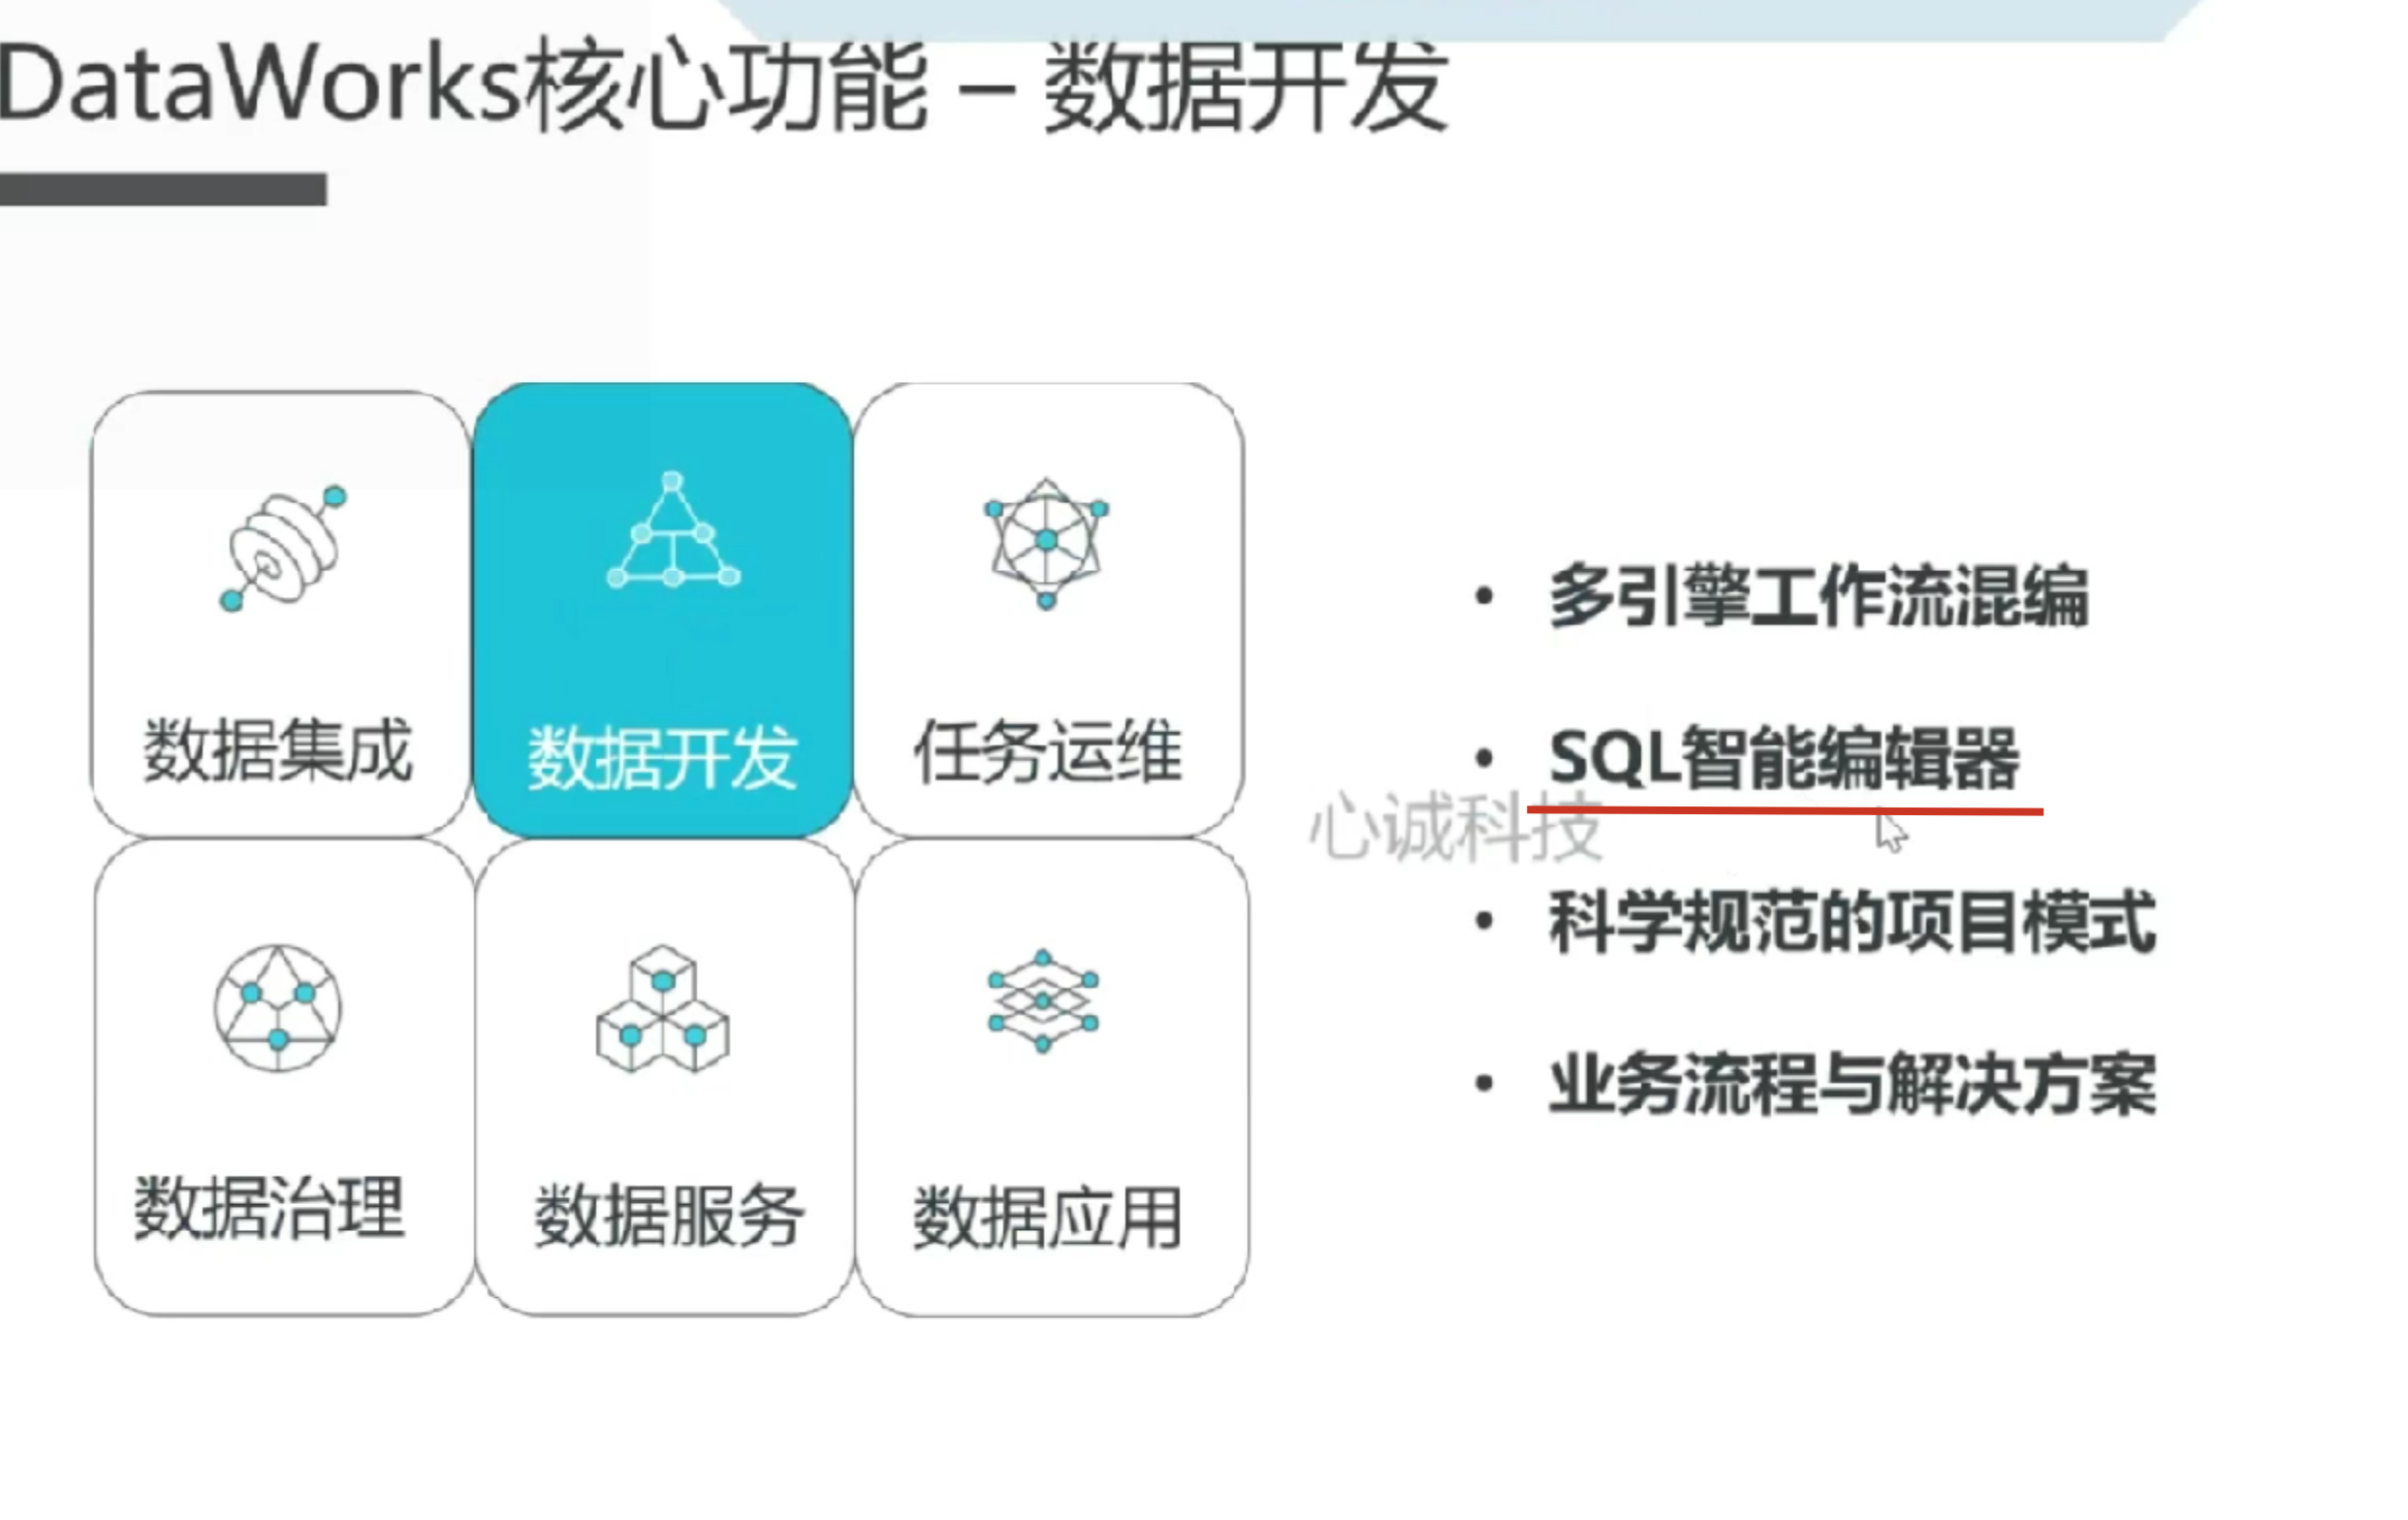 DataWorks核心功能 – 数据开发
数据集成
数据开发
任务运维
数据治理
数据服务
数据应用
• 多引擎工作流混编
• SQL智能编辑器
心诚科技
• 科学规范的项目模式
• 业务流程与解决方案